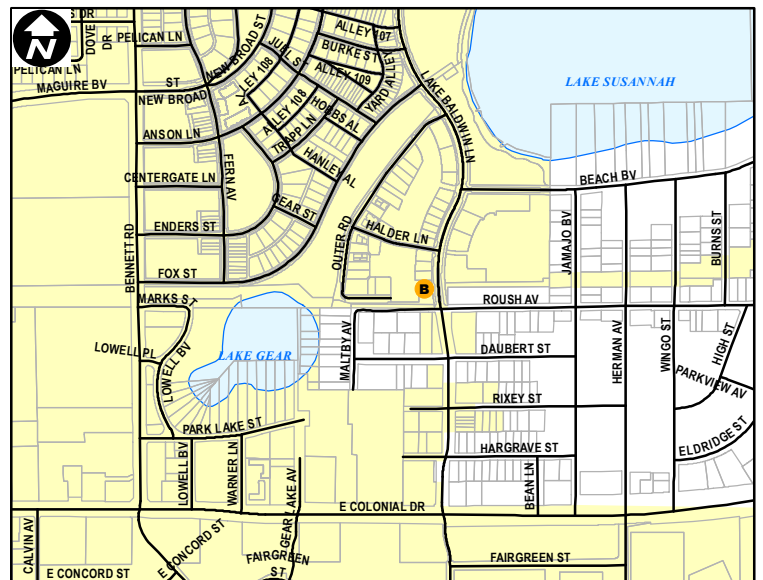 N
S DR
DOVE DR
PELICAN LN
PELICAN LN
MAGUIRE BV
NEW BROAD ST
NEW BROAD ST
ALLEY 107
BURKE ST
JUEL S
ALLEY 109
YARD ALLEY
ALLEY 108
ALLEY 108
HOBBS AL
TRAPP LN
HANLEY AL
LAKE BALDWIN LN
LAKE SUSANNAH
ANSON LN
CENTERGATE LN
FERN AV
GEAR ST
ENDERS ST
FOX ST
BENNETT RD
OUTER RD
HALDER LN
BEACH BV
JAMAJO BV
BURNS ST
B
ROUSH AV
MARKS ST
LOWELL PL
LOWELL BV
LAKE GEAR
MALTBY AV
DAUBERT ST
HERMAN AV
WINGO ST
HIGH ST
PARKVIEW AV
RIXEY ST
PARK LAKE ST
HARGRAVE ST
ELDRIDGE ST
LOWELL BV
WARNER LN
GEAR LAKE AV
BEAN LN
E COLONIAL DR
CALVIN AV
E CONCORD ST
E CONCORD ST
FAIRGREEN ST
FAIRGREEN ST